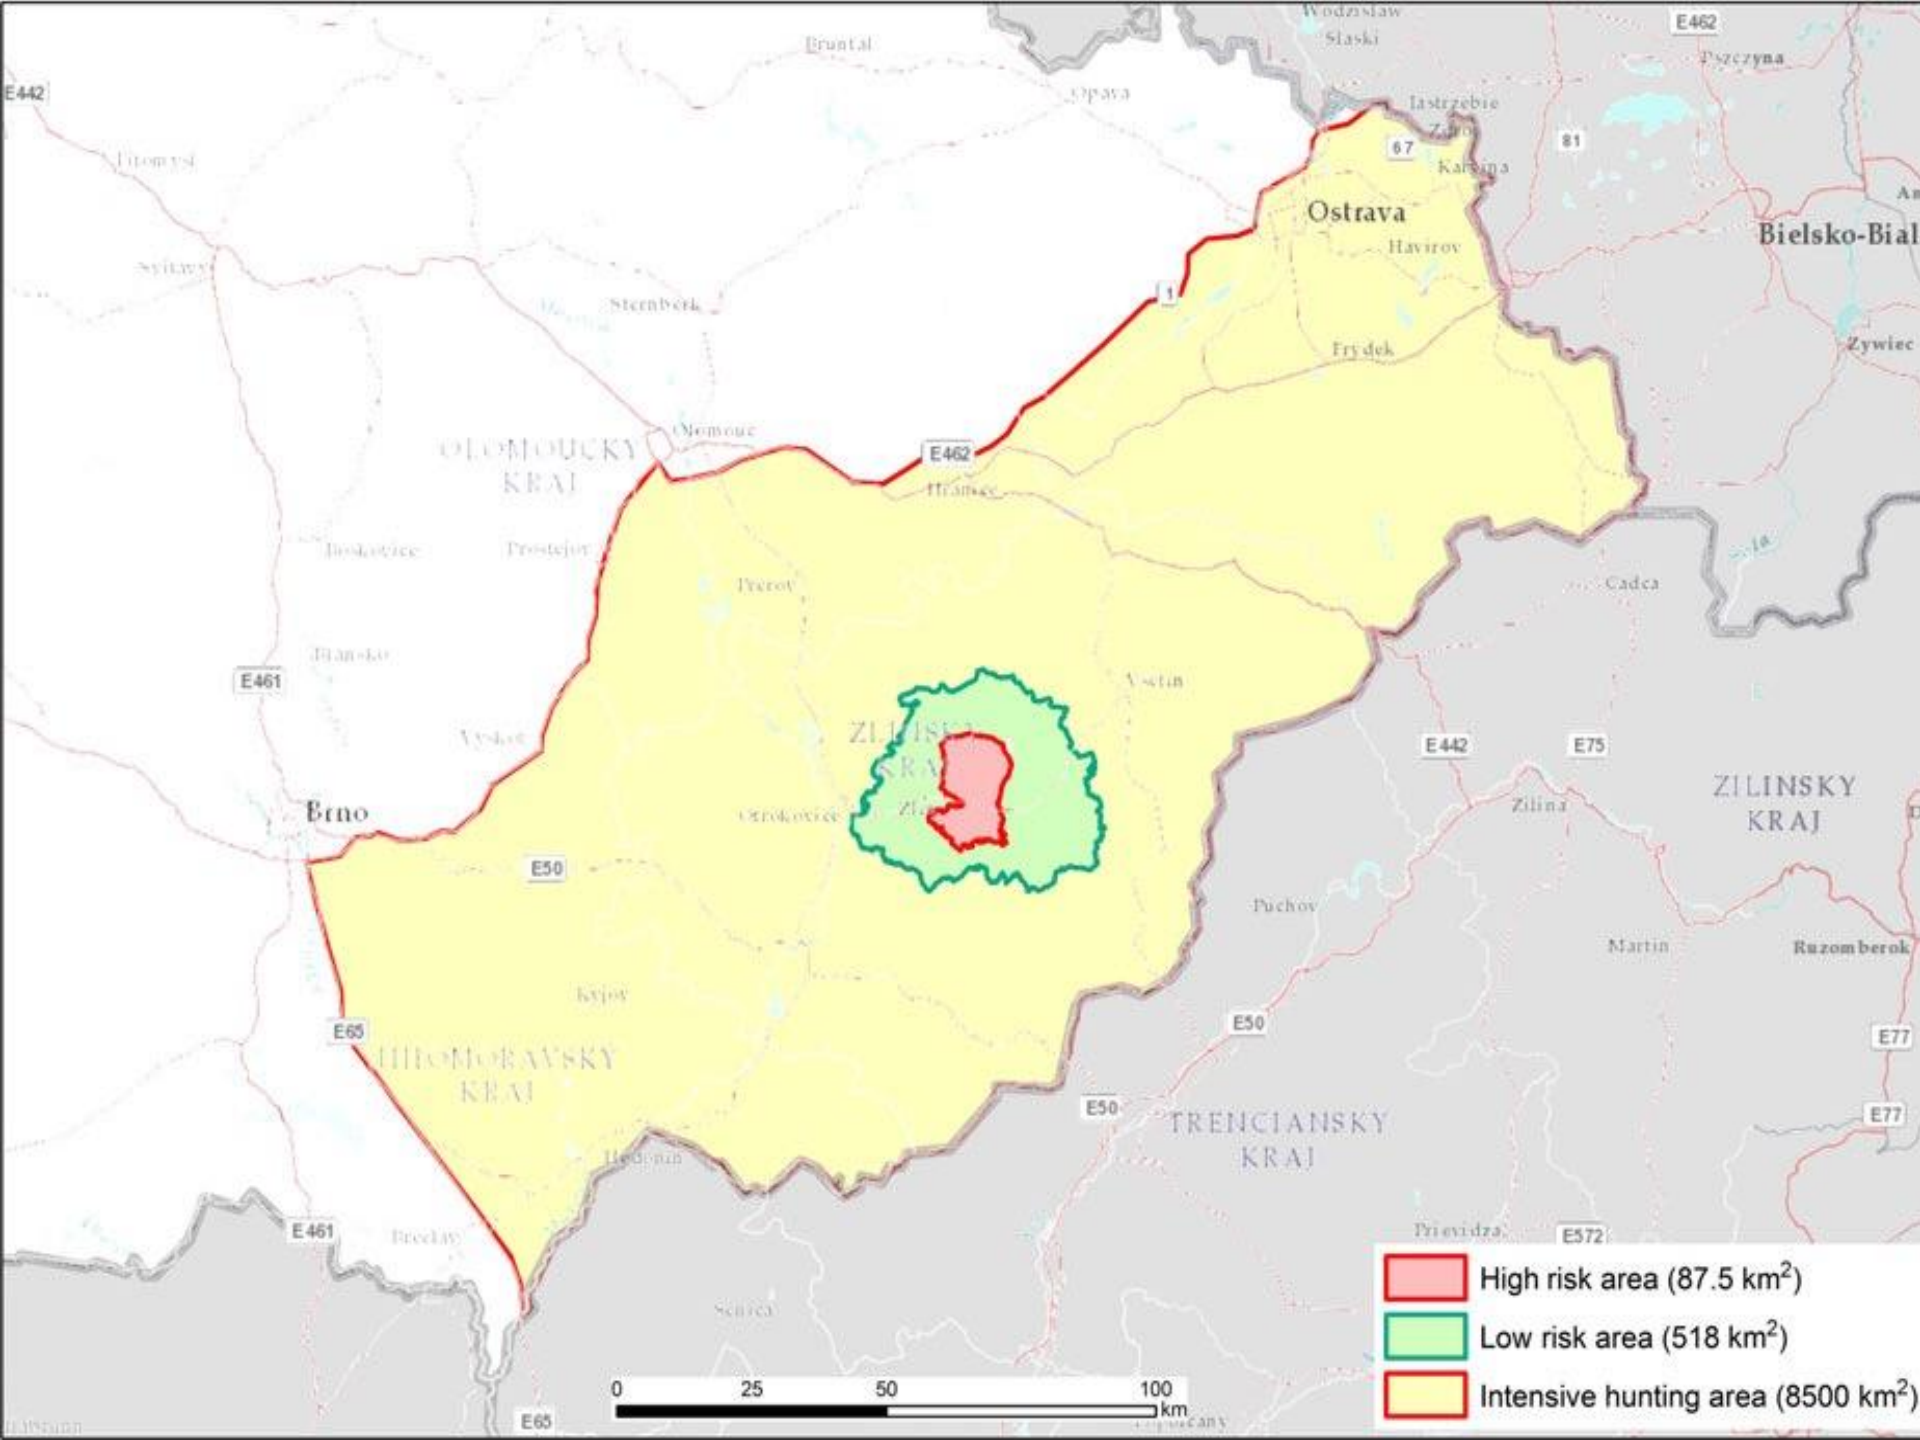 Wodzislaw
Slaski
E462
Pszczyna
Bruntal
E442
Opava
Jastrzebie
Zdroj
81
67
Karvina
Litomysl
Ostrava
Bielsko-Bial
Havirov
Svitavy
1
Sternberk
Zywiec
Frydek
Olomouc
OLOMOUCKY
KRAJ
E462
Hranice
Boskovice
Prostejov
Prerov
Cadca
Blansko
E461
Vsetin
Vyskov
ZLINSKY
KRAJ
E442
E75
ZILINSKY
KRAJ
Zilina
Brno
Otrokovice
Zlin
E50
Puchov
Martin
Ruzomberok
Kyjov
E65
E50
E77
JIHOMORAVSKY
KRAJ
E50
E77
TRENCIANSKY
KRAJ
Hodonin
E461
Breclav
Prievidza
E572
High risk area (87.5 km²)
Senica
Low risk area (518 km²)
0 25 50 100
km
Intensive hunting area (8500 km²)
E65